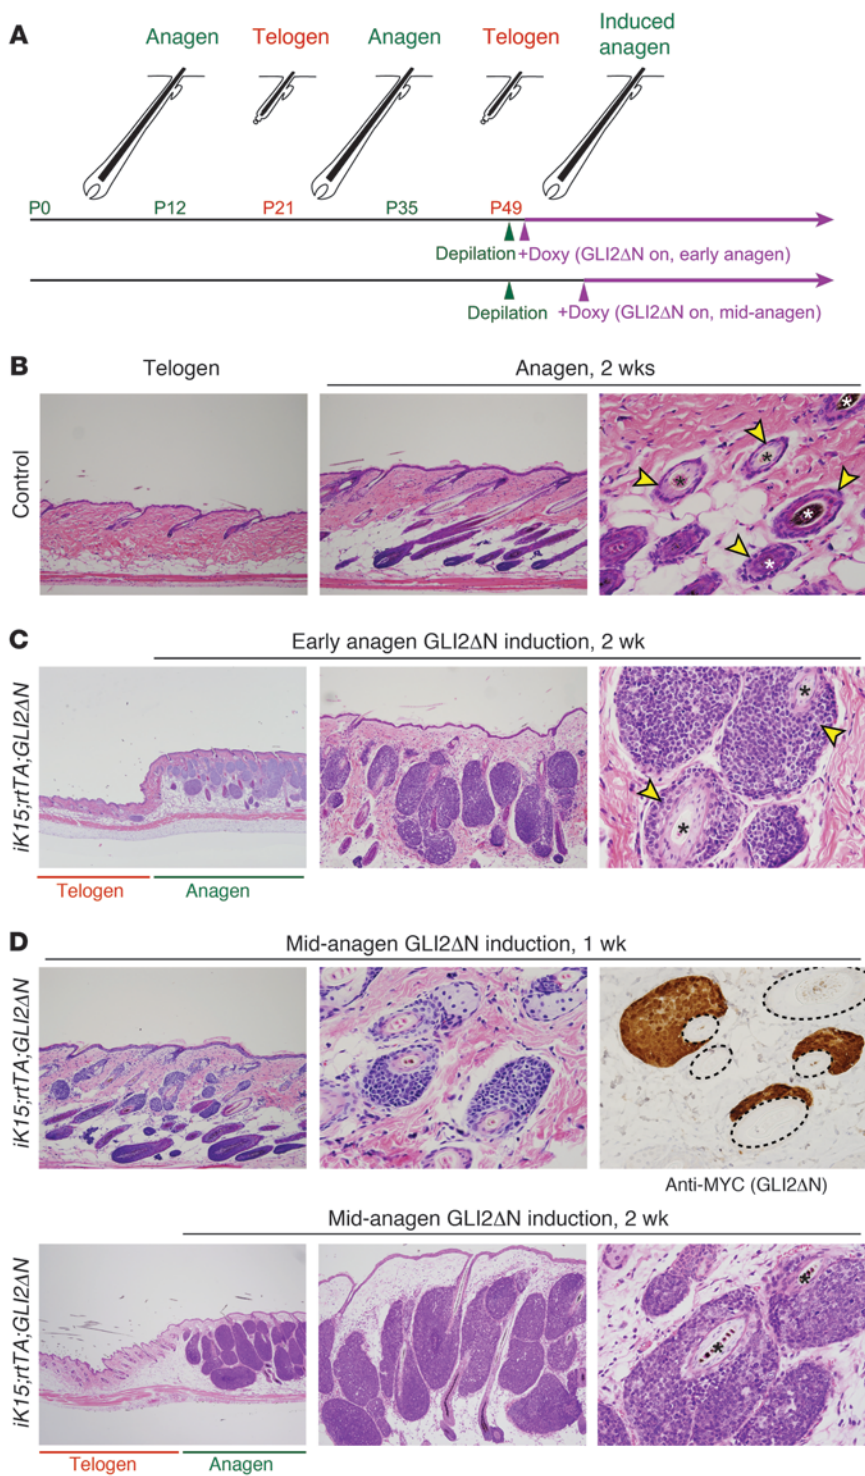 A
Anagen
Telogen
Anagen
Telogen
Induced
anagen
P0
P12
P21
P35
P49
Depilation
+Doxy (GLI2ΔN on, early anagen)
Depilation
+Doxy (GLI2ΔN on, mid-anagen)
B
Telogen
Anagen, 2 wks
Control
*
*
*
*
*
C
Early anagen GLI2ΔN induction, 2 wk
iK15;rtTA;GLI2ΔN
*
*
Telogen
Anagen
D
Mid-anagen GLI2ΔN induction, 1 wk
iK15;rtTA;GLI2ΔN
Anti-MYC (GLI2ΔN)
Mid-anagen GLI2ΔN induction, 2 wk
iK15;rtTA;GLI2ΔN
*
*
Telogen
Anagen